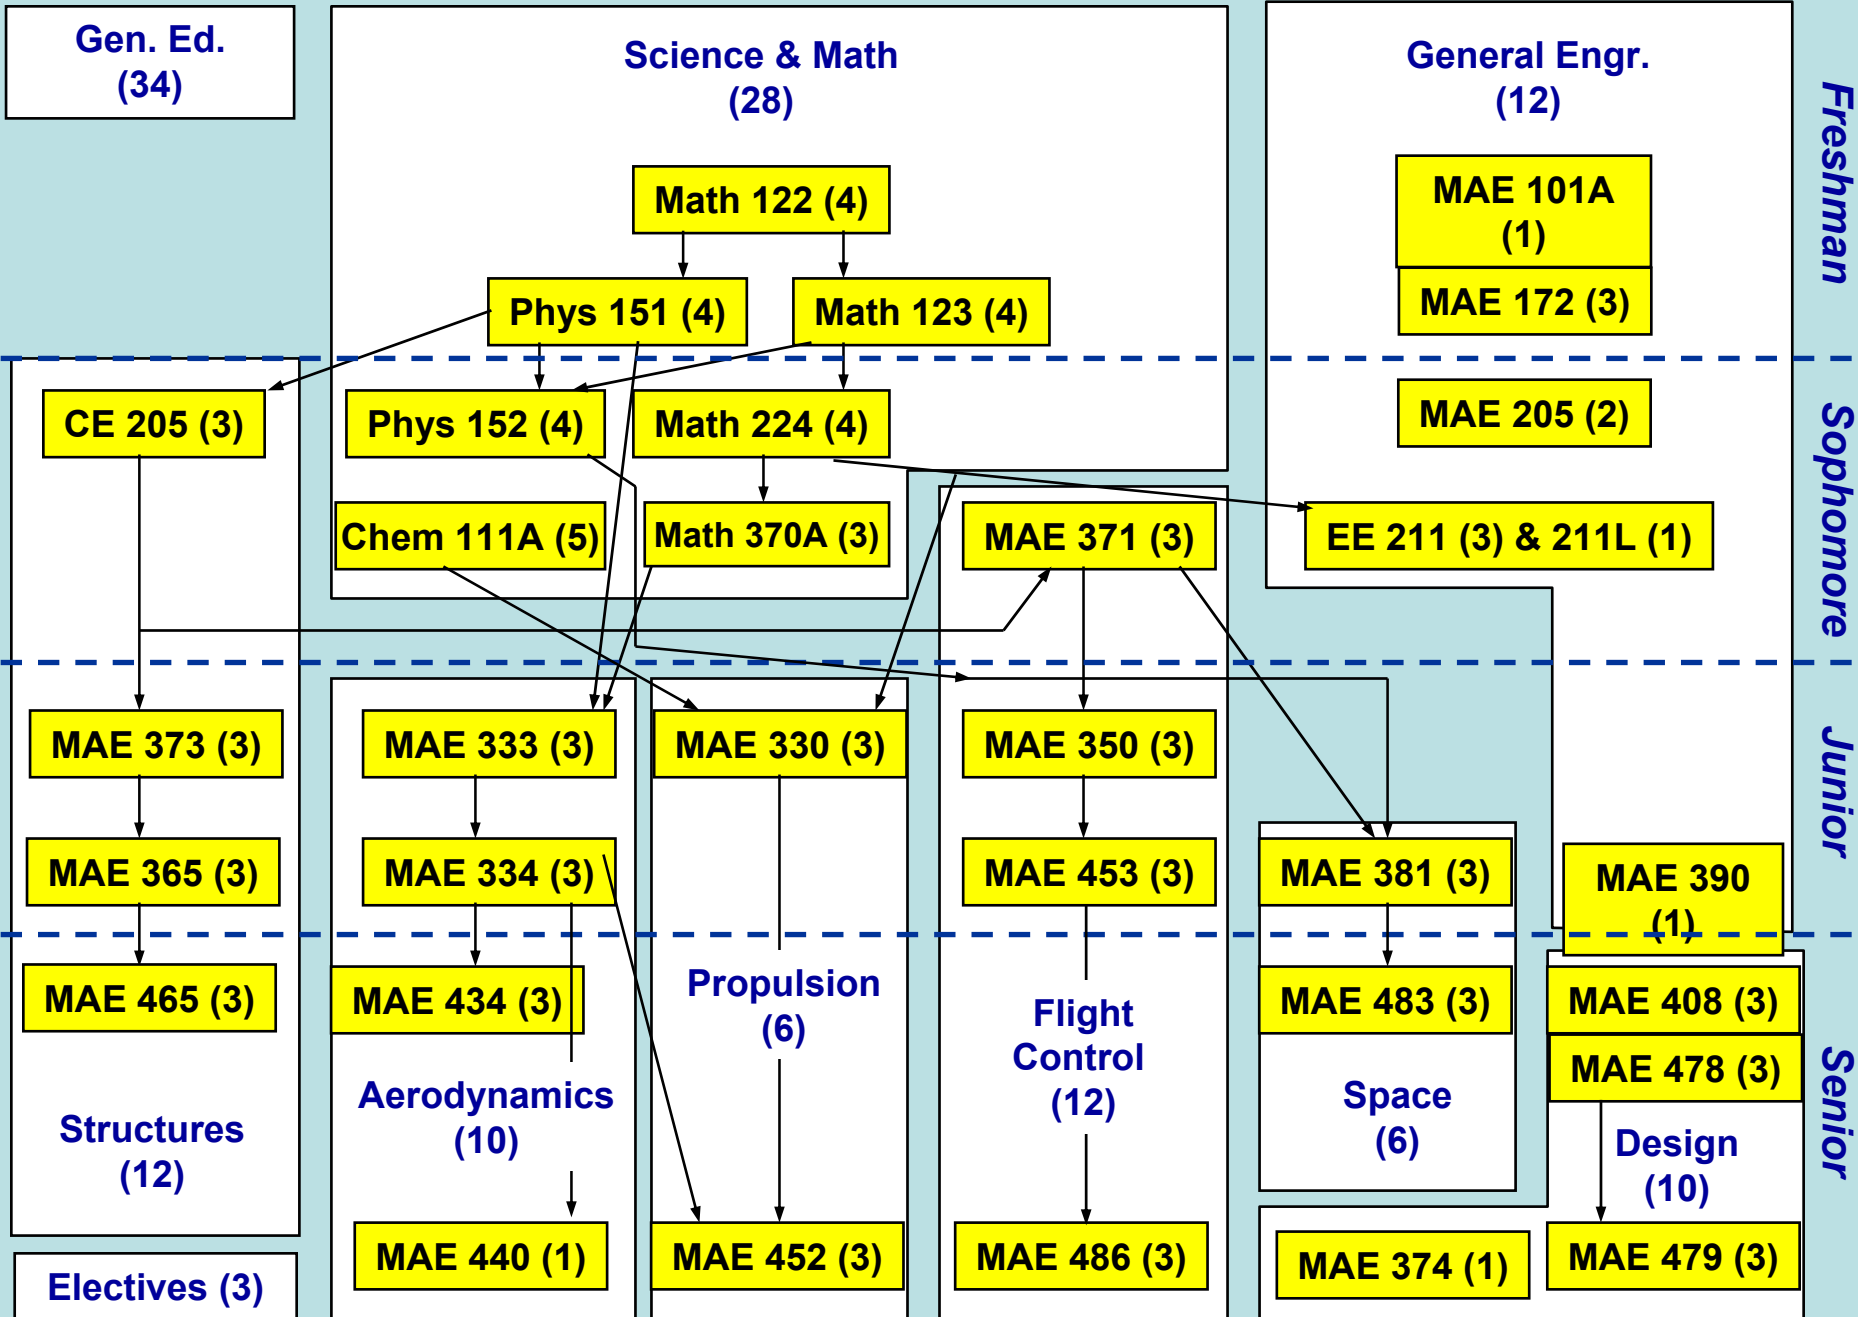 Gen. Ed.
(34)
Science & Math
(28)
General Engr.
(12)
Freshman
Math 122 (4)
MAE 101A
(1)
Phys 151 (4)
Math 123 (4)
MAE 172 (3)
CE 205 (3)
Phys 152 (4)
Math 224 (4)
MAE 205 (2)
Sophomore
Chem 111A (5)
Math 370A (3)
MAE 371 (3)
EE 211 (3) & 211L (1)
MAE 373 (3)
MAE 333 (3)
MAE 330 (3)
MAE 350 (3)
Junior
MAE 365 (3)
MAE 334 (3)
MAE 453 (3)
MAE 381 (3)
MAE 390
(1)
MAE 465 (3)
MAE 434 (3)
Propulsion
(6)
Flight
Control
(12)
MAE 483 (3)
MAE 408 (3)
MAE 478 (3)
Senior
Structures
(12)
Aerodynamics
(10)
Space
(6)
Design
(10)
MAE 440 (1)
MAE 452 (3)
MAE 486 (3)
MAE 374 (1)
MAE 479 (3)
Electives (3)